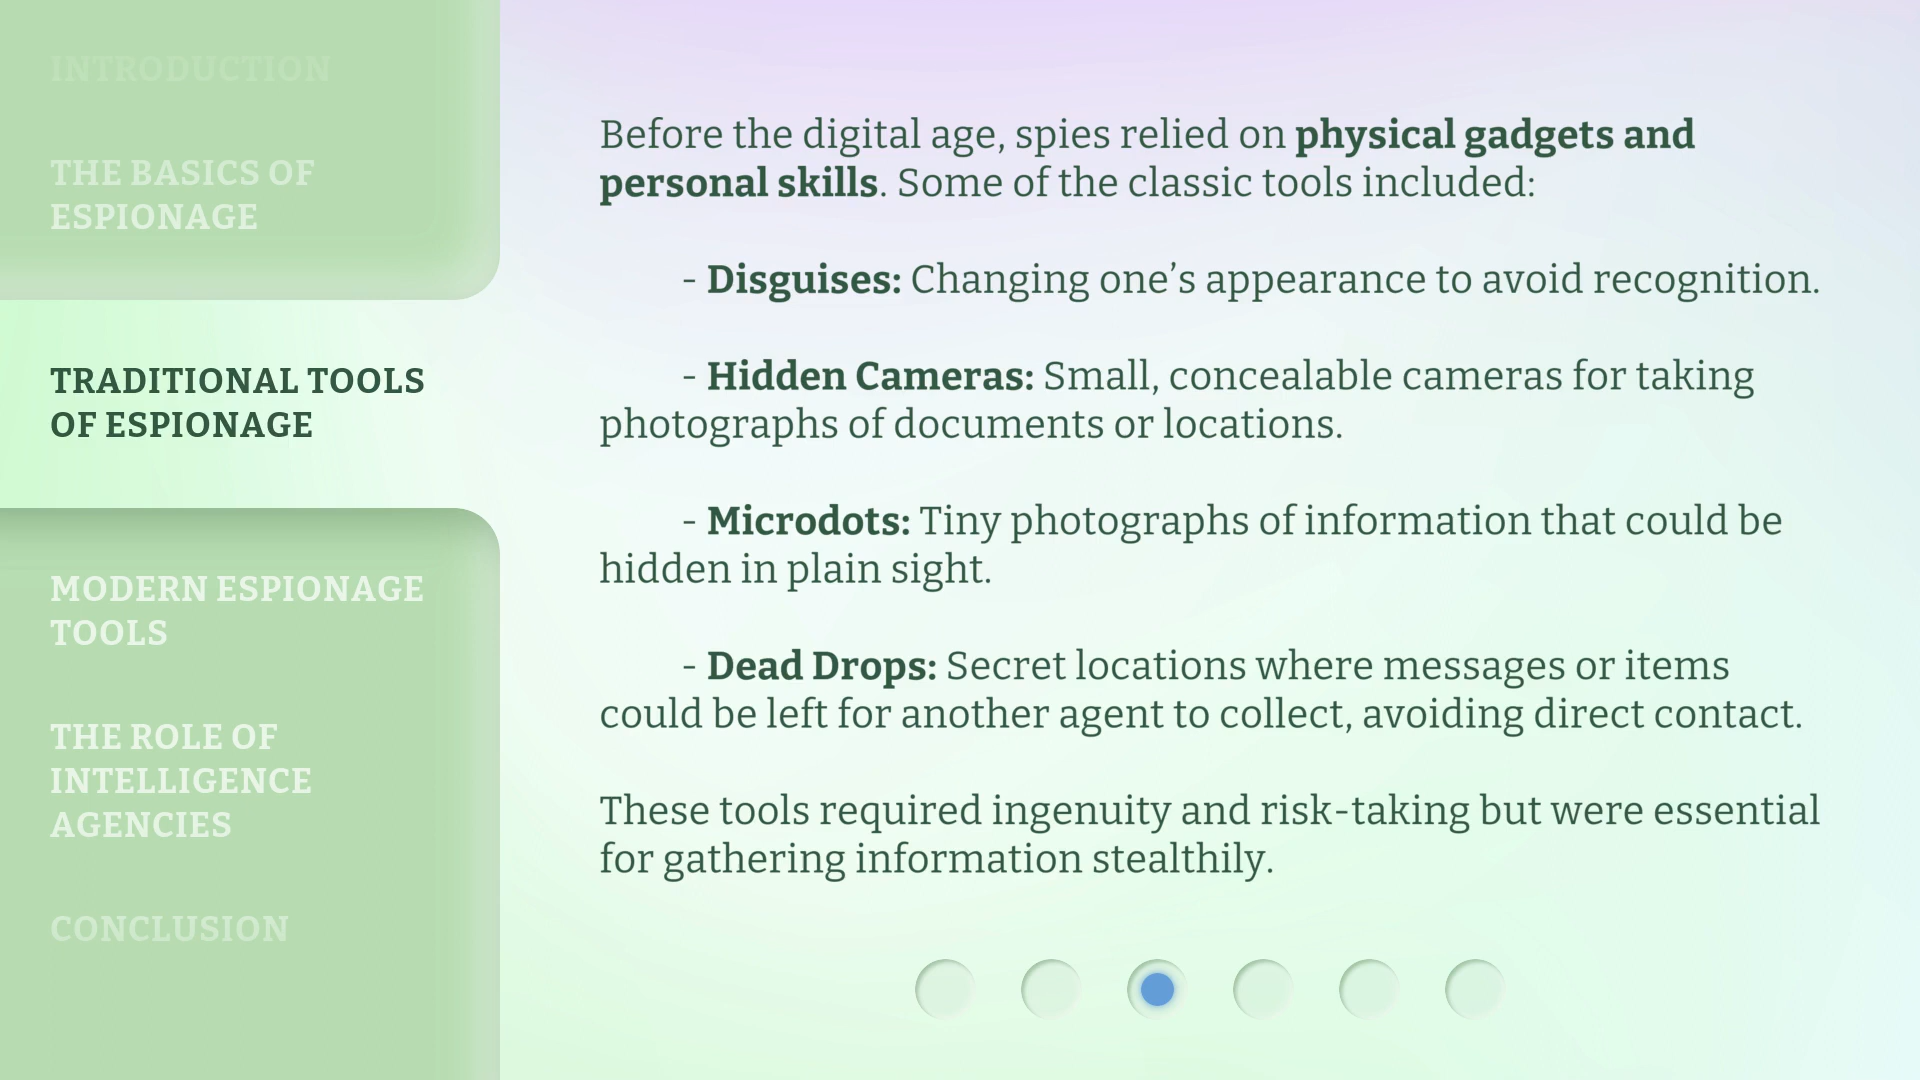 INTRODUCTION
THE BASICS OF
ESPIONAGE
TRADITIONAL TOOLS
OF ESPIONAGE
MODERN ESPIONAGE
TOOLS
THE ROLE OF
INTELLIGENCE
AGENCIES
CONCLUSION
Before the digital age, spies relied on physical gadgets and
personal skills. Some of the classic tools included:
- Disguises: Changing one’s appearance to avoid recognition.
- Hidden Cameras: Small, concealable cameras for taking
photographs of documents or locations.
- Microdots: Tiny photographs of information that could be
hidden in plain sight.
- Dead Drops: Secret locations where messages or items
could be left for another agent to collect, avoiding direct contact.
These tools required ingenuity and risk-taking but were essential
for gathering information stealthily.